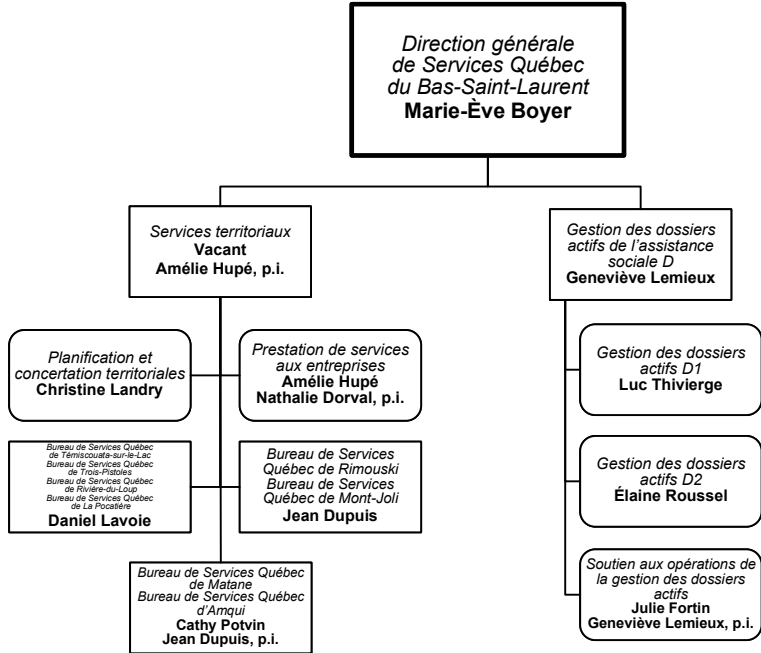 Direction générale
de Services Québec
du Bas-Saint-Laurent
Marie-Ève Boyer
Services territoriaux
Vacant
Amélie Hupé, p.i.
Gestion des dossiers
actifs de l'assistance
sociale D
Geneviève Lemieux
Planification et
concertation territoriales
Christine Landry
Prestation de services
aux entreprises
Amélie Hupé
Nathalie Dorval, p.i.
Gestion des dossiers
actifs D1
Luc Thivierge
Bureau de Services Québec
de Témiscouata-sur-le-Lac
Bureau de Services Québec
de Trois-Pistoles
Bureau de Services Québec
de Rivière-du-Loup
Bureau de Services Québec
de La Pocatière
Daniel Lavoie
Bureau de Services
Québec de Rimouski
Bureau de Services
Québec de Mont-Joli
Jean Dupuis
Gestion des dossiers
actifs D2
Élaine Roussel
Bureau de Services Québec
de Matane
Bureau de Services Québec
d'Amqui
Cathy Potvin
Jean Dupuis, p.i.
Soutien aux opérations de
la gestion des dossiers
actifs
Julie Fortin
Geneviève Lemieux, p.i.